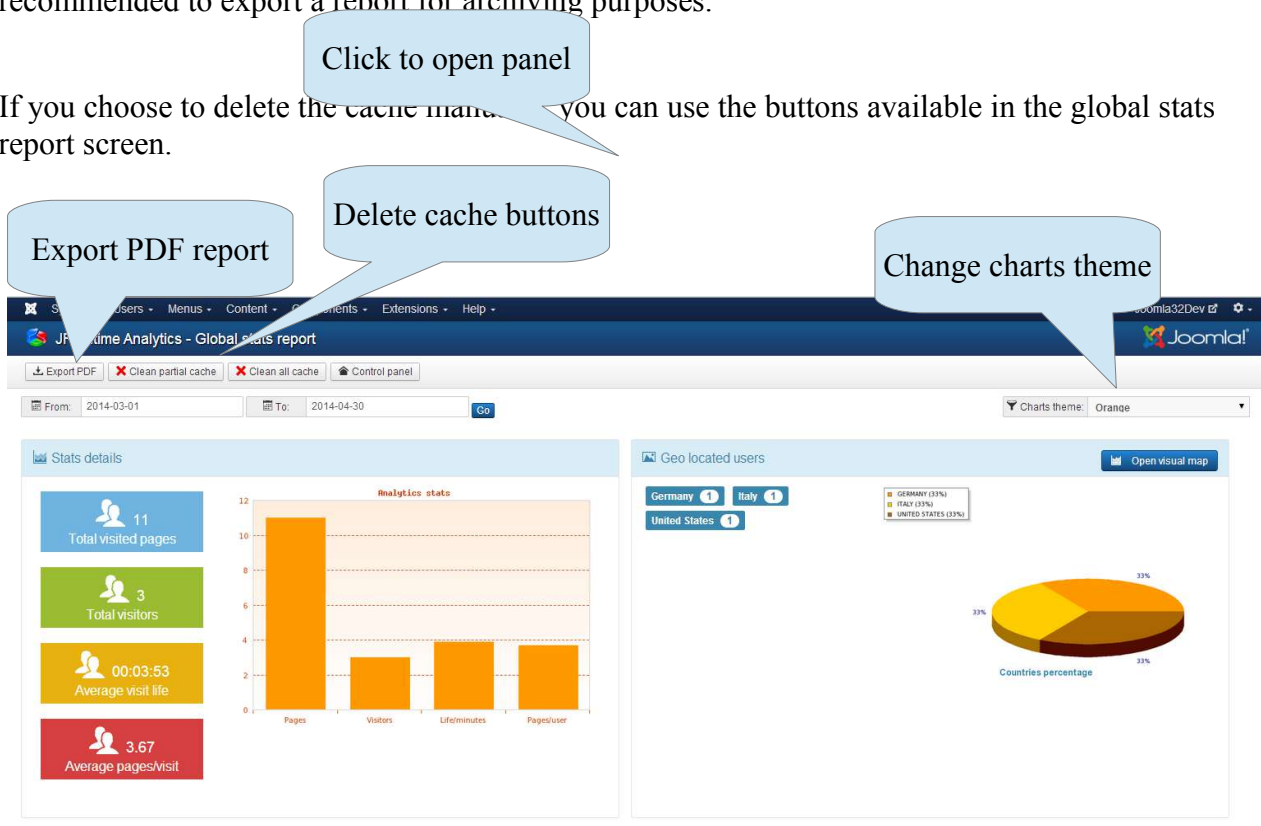 recommended to export a report for archiving purposes.
Click to open panel
If you choose to delete the cache you can use the buttons available in the global stats
report screen.
Delete cache buttons
Export PDF report
Change charts theme
Menus Content Extensions Help
Joomla32Dev
Analytics - Global stats report
Joomla!
Export PDF Clean partial cache Clean all cache Control panel
From: 2014-03-01 To: 2014-04-30 Go Charts theme: Orange
Stats details
11
Total visited pages
3
Total visitors
00:03:53
Average visit life
3.67
Average pages/visit
Analytics stats
12
10
8
6
4
2
0
Pages Visitors Life/minutes Pages/user
Geo located users Open visual map
Germany 1 Italy 1
United States 1
GERMANY (33%)
ITALY (33%)
UNITED STATES (33%)
33%
33%
33%
Countries percentage